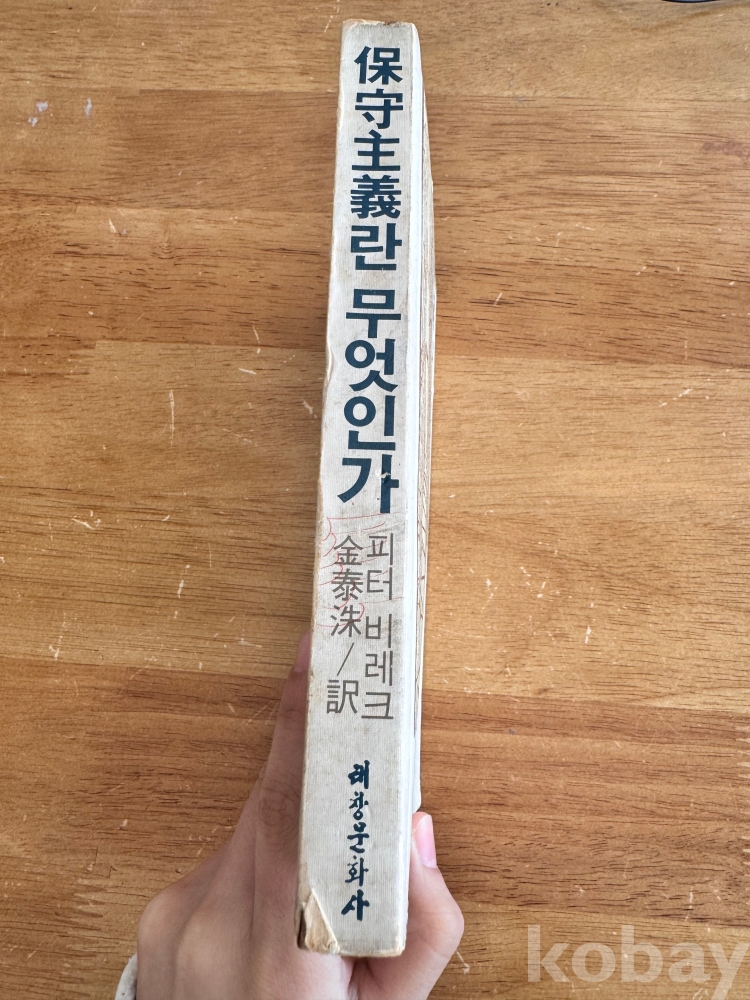 保守主義란 무엇인가
피터 비레크
金泰洙/訳
태창문화사
kobay